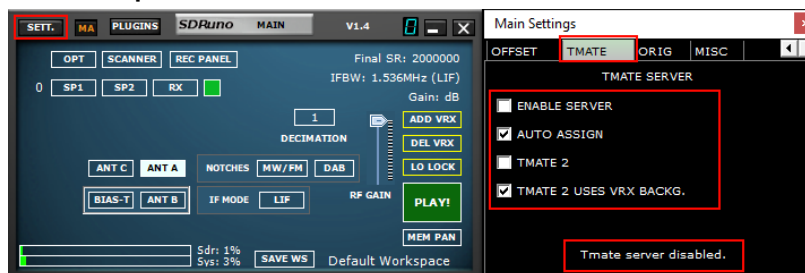 SETT. MA PLUGINS SDRuno MAIN V1.4
OPT SCANNER REC PANEL Final SR: 2000000
IFBW: 1.536MHz (LIF)
0 SP1 SP2 RX Gain: dB
1 ADD VRX
DECIMATION DEL VRX
ANT C ANT A NOTCHES MW/FM DAB LO LOCK
BIAS-T ANT B IF MODE LIF RF GAIN PLAY!
MEM PAN
Sdr: 1%
Sys: 3% SAVE WS Default Workspace
Main Settings
OFFSET TMATE ORIG MISC
TMATE SERVER
ENABLE SERVER
AUTO ASSIGN
TMATE 2
TMATE 2 USES VRX BACKG.
Tmate server disabled.